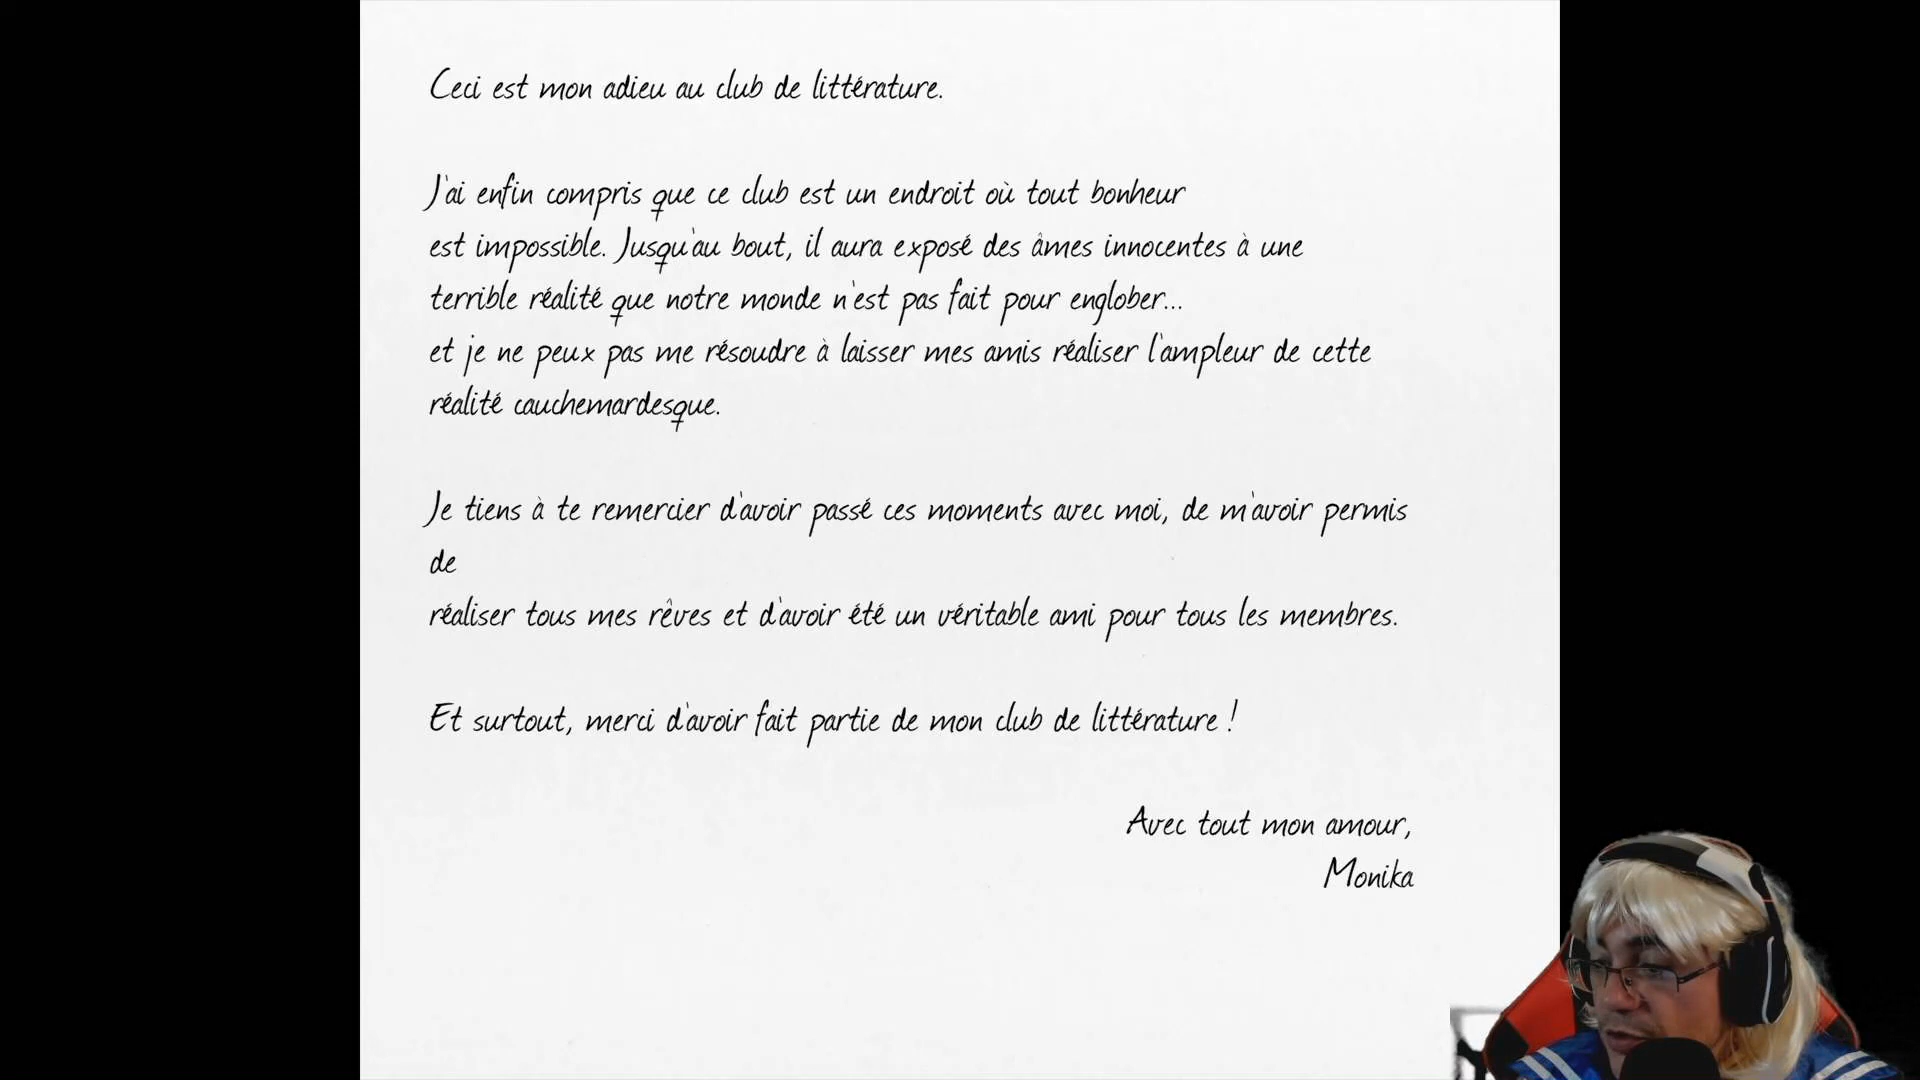 Ceci est mon adieu au club de littérature.
J'ai enfin compris que ce club est un endroit où tout bonheur
est impossible. Jusqu'au bout, il aura exposé des âmes innocentes à une
terrible réalité que notre monde n'est pas fait pour englober...
et je ne peux pas me résoudre à laisser mes amis réaliser l'ampleur de cette
réalité cauchemardesque.
Je tiens à te remercier d'avoir passé ces moments avec moi, de m'avoir permis
de
réaliser tous mes rêves et d'avoir été un véritable ami pour tous les membres.
Et surtout, merci d'avoir fait partie de mon club de littérature !
Avec tout mon amour,
Monika